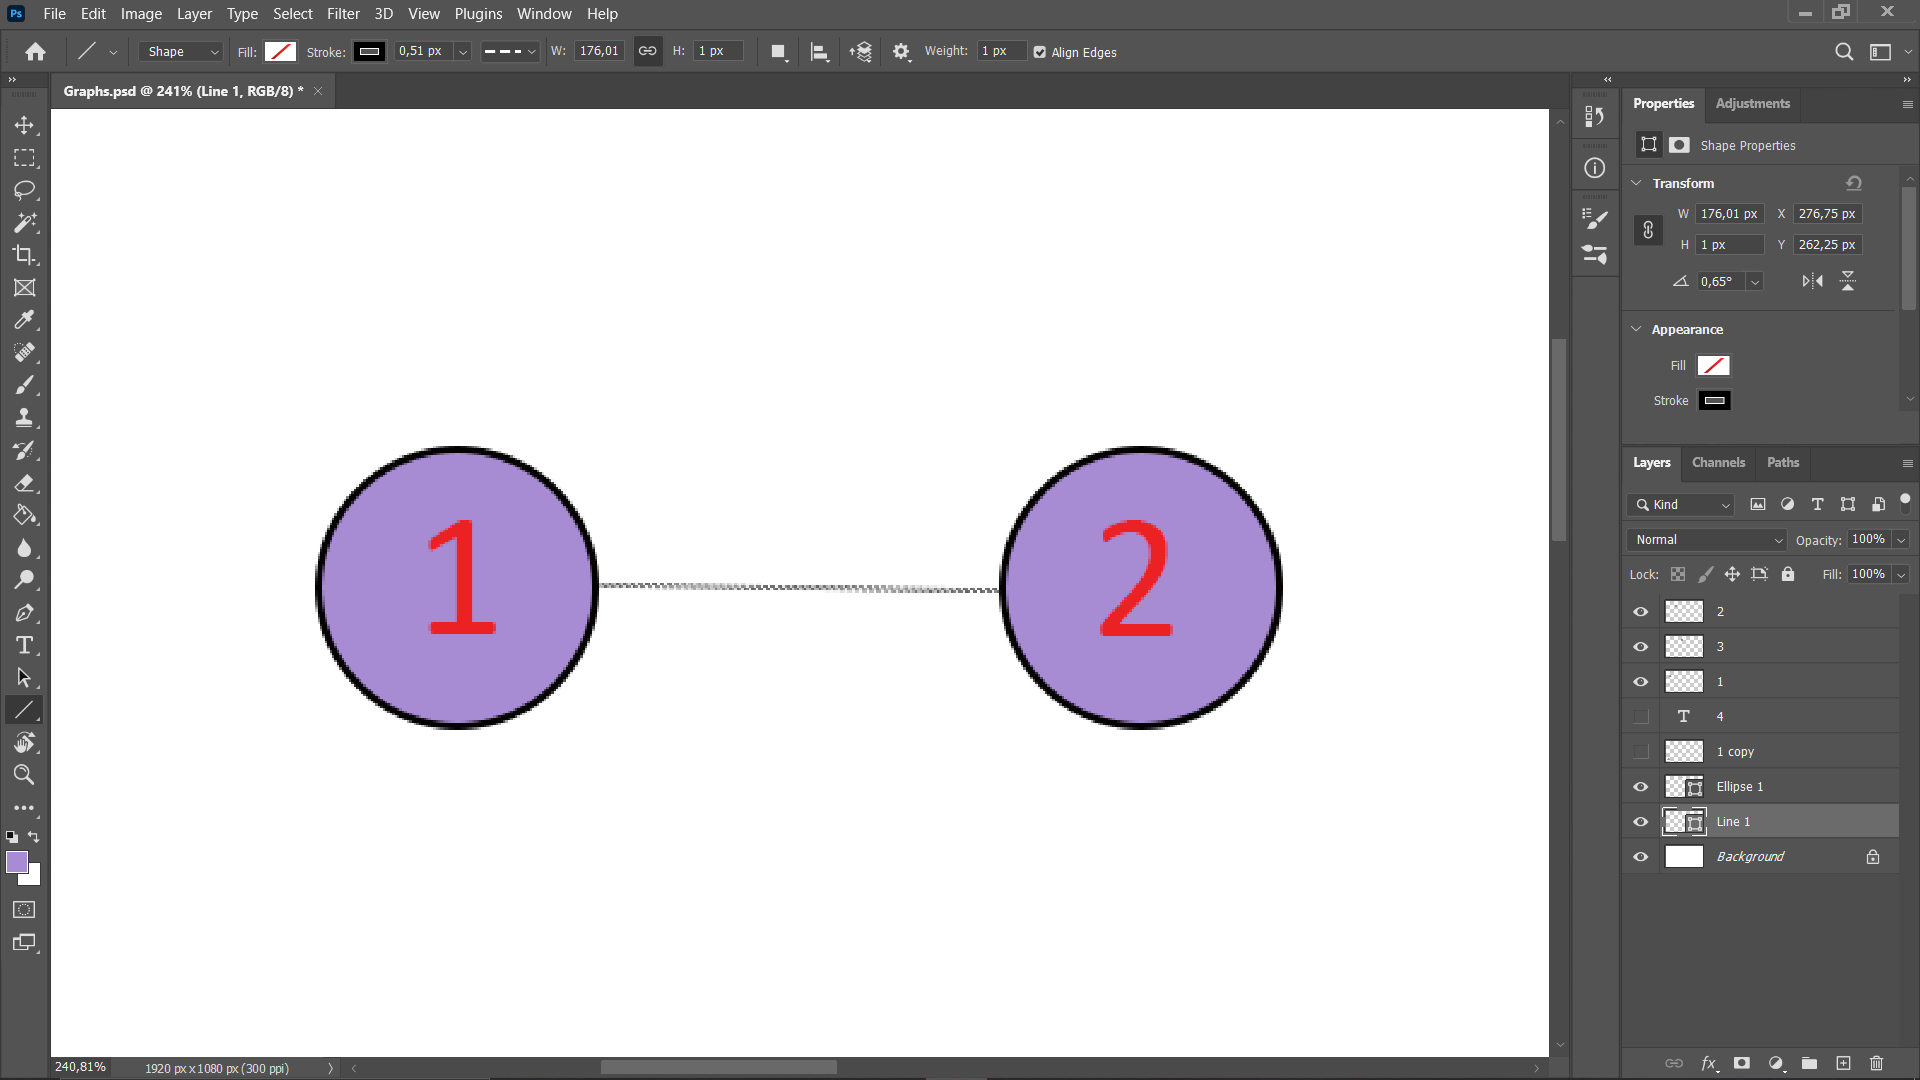 Ps File Edit Image Layer Type Select Filter 3D View Plugins Window Help
Shape Fill: Stroke: 0,51 px W: 176,01 H: 1 px Weight: 1 px Align Edges
Graphs.psd @ 241% (Line 1, RGB/8) *
Properties Adjustments
Shape Properties
Transform
W 176,01 px X 276,75 px
H 1 px Y 262,25 px
0,65°
Appearance
Fill
Stroke
1 2
Layers Channels Paths
Kind
Normal Opacity: 100%
Lock: Fill: 100%
2
3
1
T 4
1 copy
Ellipse 1
Line 1
Background
fx
240,81% 1920 px x 1080 px (300 ppi)